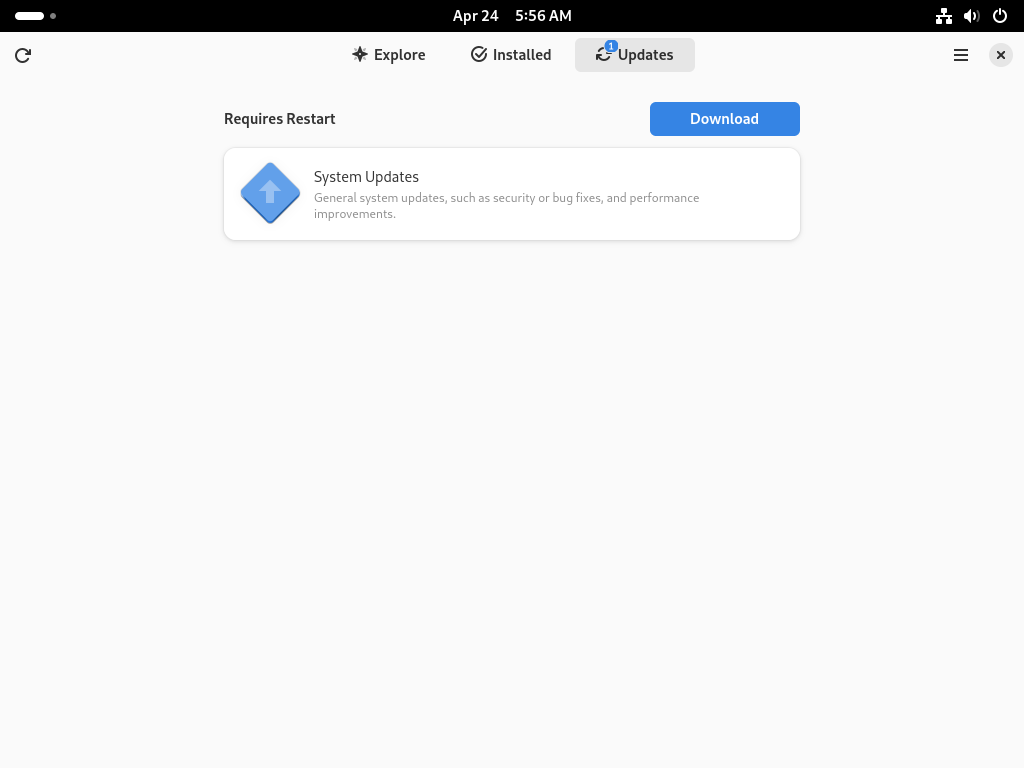 Apr 24 5:56 AM
Explore Installed 1 Updates
Requires Restart Download
System Updates
General system updates, such as security or bug fixes, and performance
improvements.